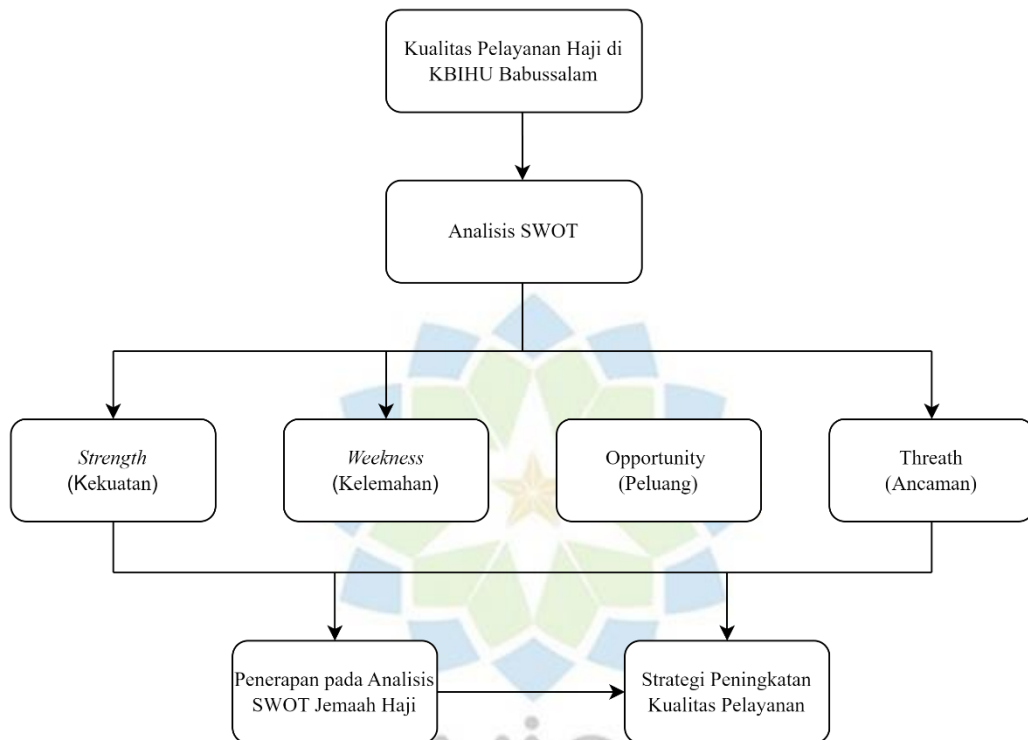 Kualitas Pelayanan Haji di
KBIHU Babussalam
Analisis SWOT
Strength
(Kekuatan)
Weekness
(Kelemahan)
Opportunity
(Peluang)
Threath
(Ancaman)
Penerapan pada Analisis
SWOT Jemaah Haji
Strategi Peningkatan
Kualitas Pelayanan